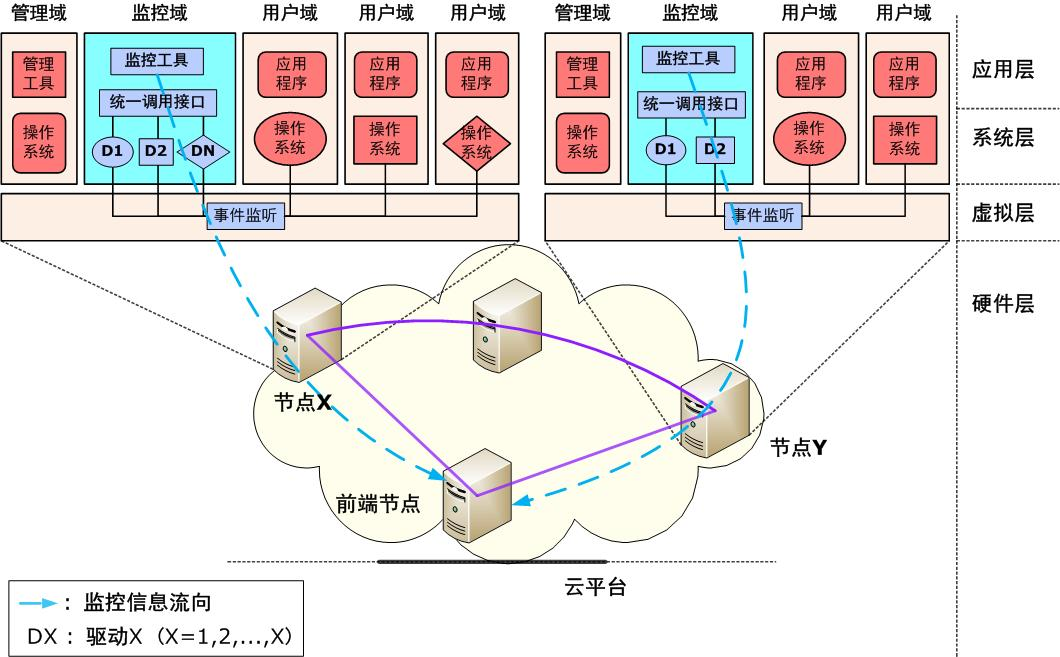 管理域 监控域 用户域 用户域 用户域 管理域 监控域 用户域 用户域
管理
工具
监控工具
应用
程序
应用
程序
应用
程序
管理
工具
监控工具
应用
程序
应用
程序
应用层
统一调用接口
统一调用接口
操作
系统
D1 D2 DN
操作
系统
操作
系统
操作
系统
操作
系统
D1 D2
操作
系统
操作
系统
系统层
事件监听
事件监听
虚拟层
硬件层
节点X
节点Y
前端节点
云平台
: 监控信息流向
DX : 驱动X（X=1,2,...,X）